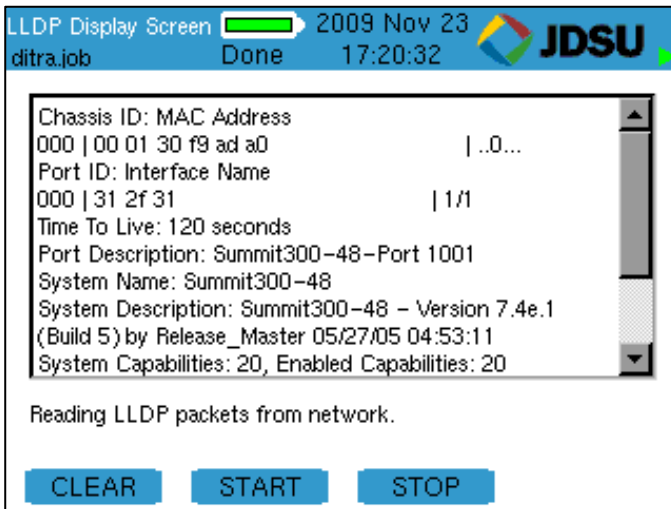 LLDP Display Screen 2009 Nov 23
ditra.job Done 17:20:32 JDSU
Chassis ID: MAC Address
000 | 00 01 30 f9 ad a0 | ..0...
Port ID: Interface Name
000 | 31 2f 31 | 1/1
Time To Live: 120 seconds
Port Description: Summit300-48-Port 1001
System Name: Summit300-48
System Description: Summit300-48 - Version 7.4e.1
(Build 5) by Release_Master 05/27/05 04:53:11
System Capabilities: 20, Enabled Capabilities: 20
Reading LLDP packets from network.
CLEAR START STOP